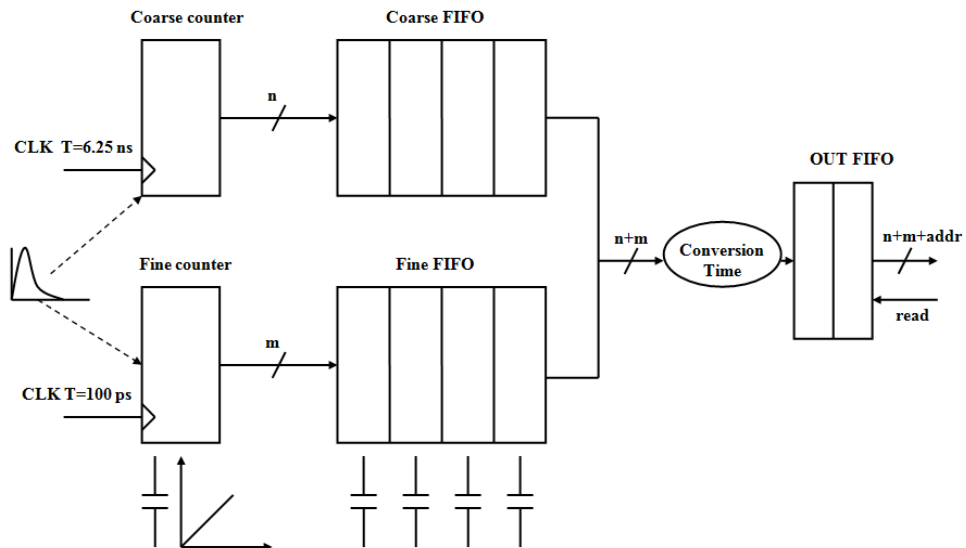 Coarse counter
Coarse FIFO
n
CLK T=6.25 ns
OUT FIFO
n+m
n+m+addr
Conversion
Time
Fine counter
Fine FIFO
read
m
CLK T=100 ps